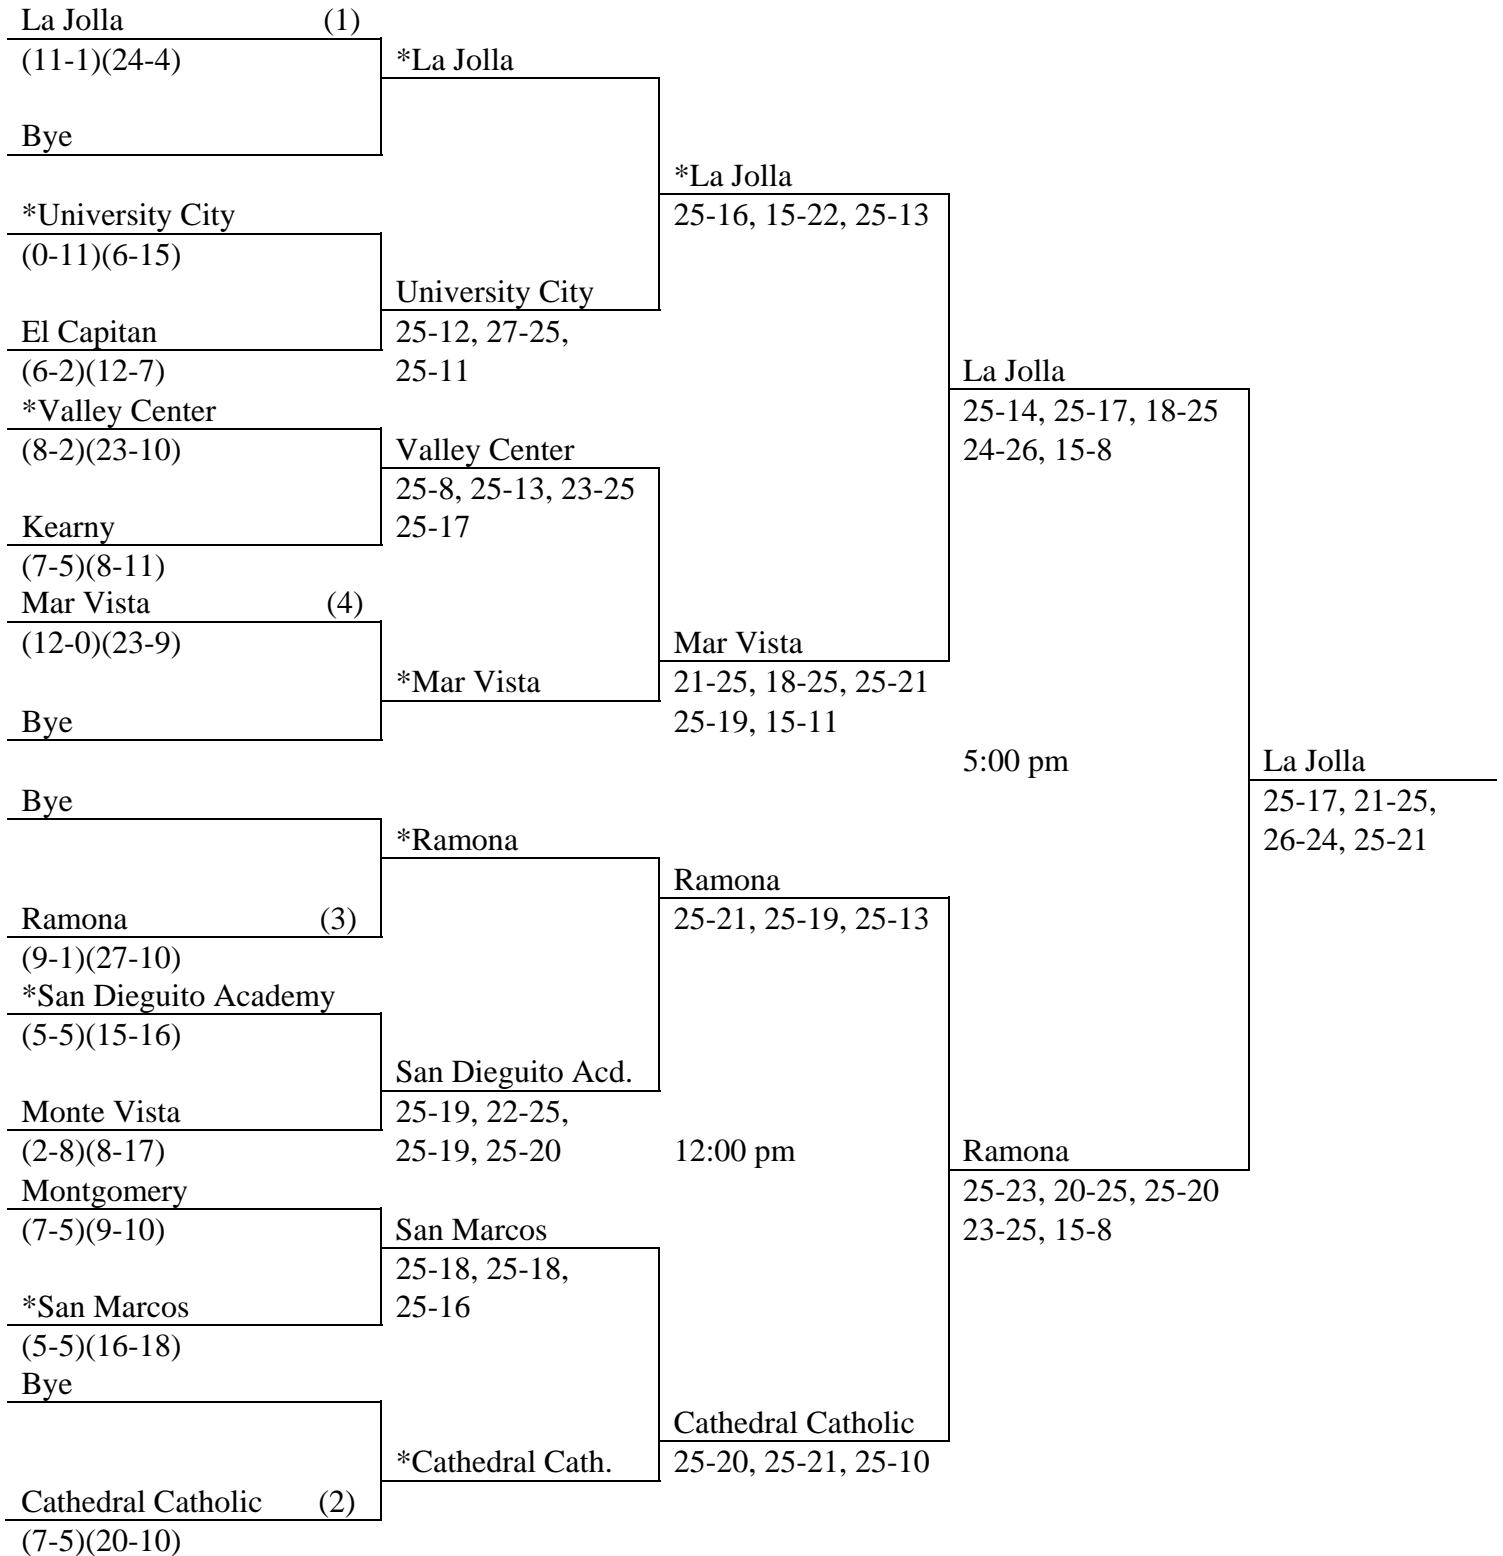 La Jolla (1)
(11-1)(24-4)
Bye
*University City
(0-11)(6-15)
El Capitan
(6-2)(12-7)
*Valley Center
(8-2)(23-10)
Kearny
(7-5)(8-11)
Mar Vista (4)
(12-0)(23-9)
Bye
Bye
Ramona (3)
(9-1)(27-10)
*San Dieguito Academy
(5-5)(15-16)
Monte Vista
(2-8)(8-17)
Montgomery
(7-5)(9-10)
*San Marcos
(5-5)(16-18)
Bye
Cathedral Catholic (2)
(7-5)(20-10)
*La Jolla
University City
25-12, 27-25,
25-11
Valley Center
25-8, 25-13, 23-25
25-17
*Mar Vista
*Ramona
San Dieguito Acd.
25-19, 22-25,
25-19, 25-20
San Marcos
25-18, 25-18,
25-16
*Cathedral Cath.
*La Jolla
25-16, 15-22, 25-13
Mar Vista
21-25, 18-25, 25-21
25-19, 15-11
Ramona
25-21, 25-19, 25-13
12:00 pm
Cathedral Catholic
25-20, 25-21, 25-10
La Jolla
25-14, 25-17, 18-25
24-26, 15-8
5:00 pm
Ramona
25-23, 20-25, 25-20
23-25, 15-8
La Jolla
25-17, 21-25,
26-24, 25-21